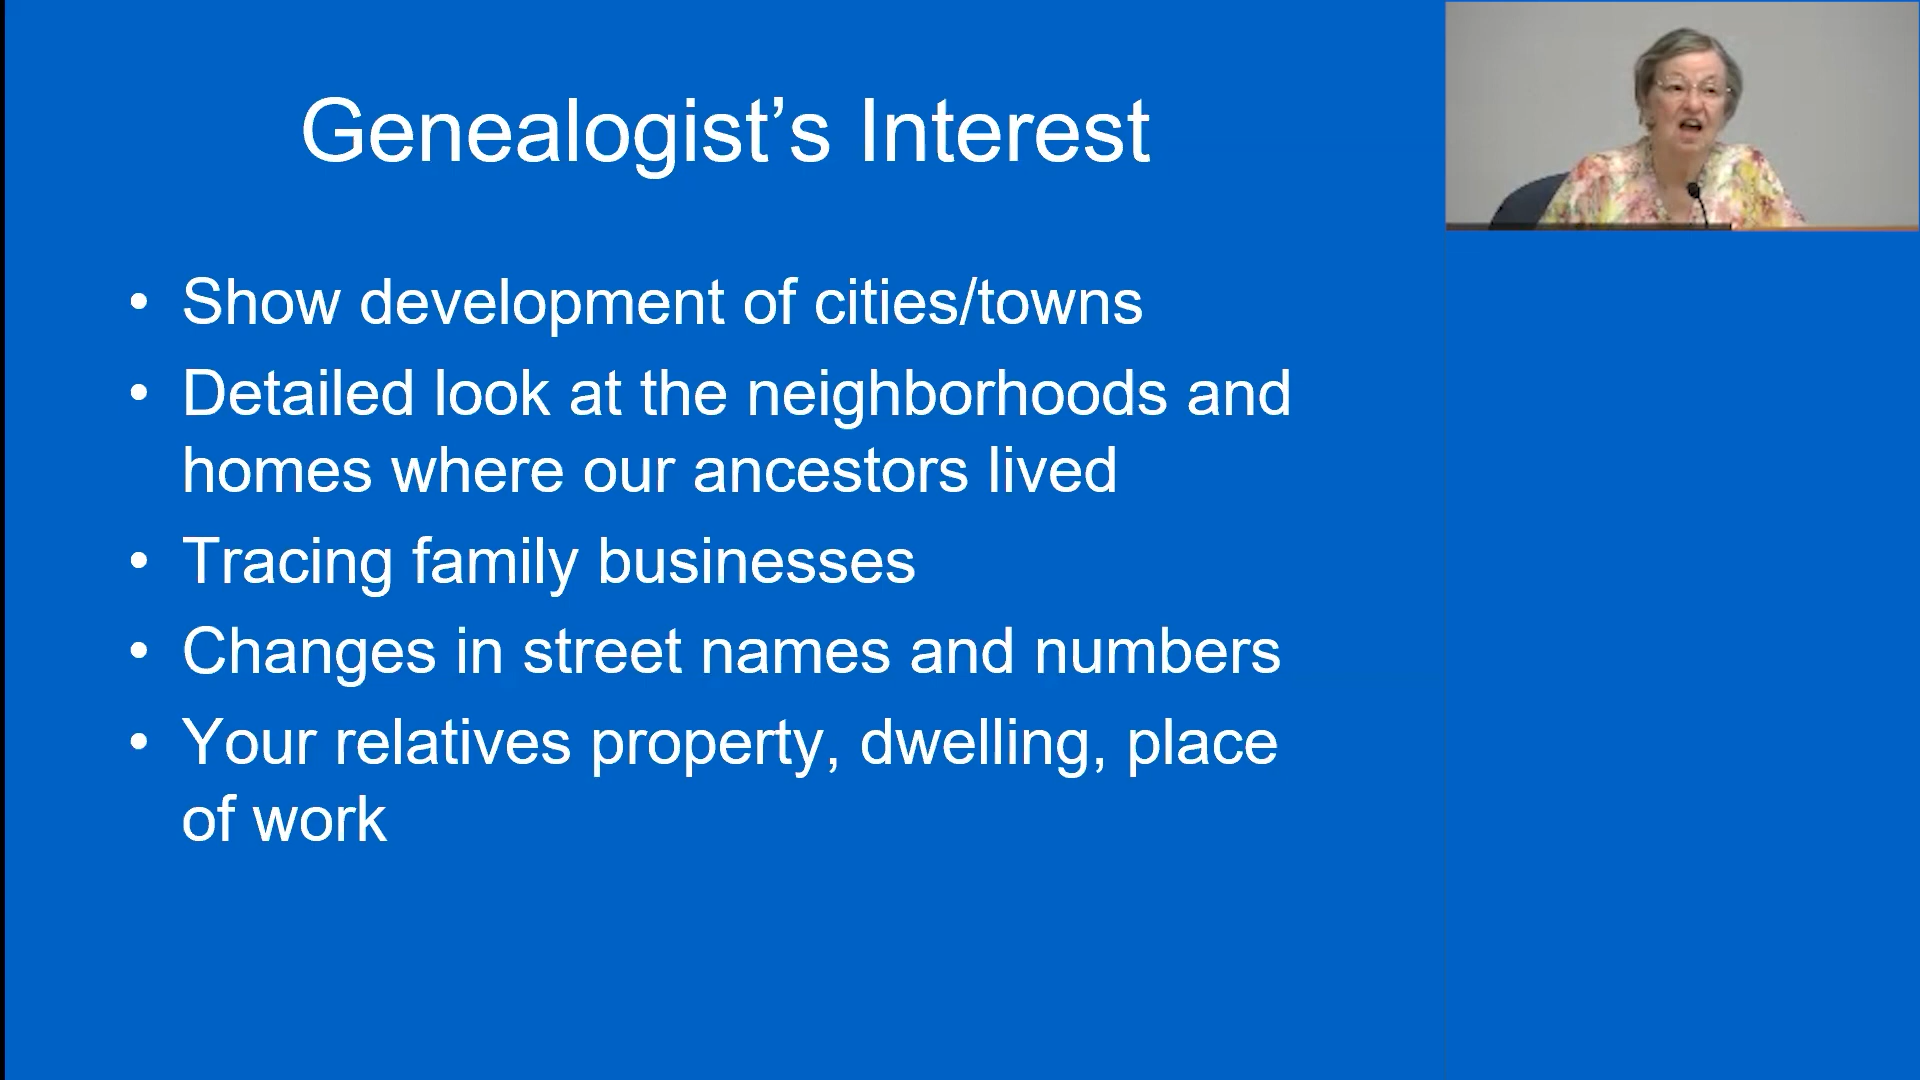 Genealogist’s Interest
• Show development of cities/towns
• Detailed look at the neighborhoods and
homes where our ancestors lived
• Tracing family businesses
• Changes in street names and numbers
• Your relatives property, dwelling, place
of work